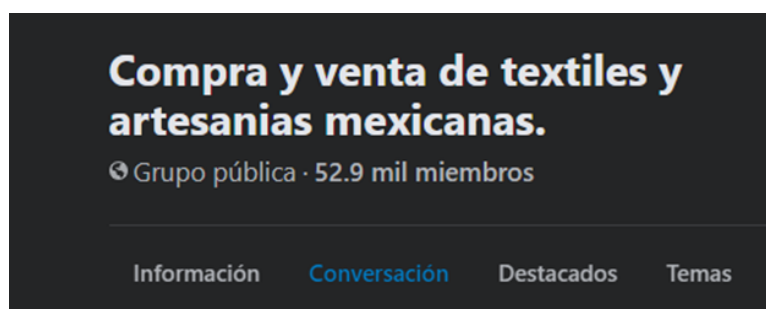 Compra y venta de textiles y
artesanias mexicanas.
Grupo pública · 52.9 mil miembros
Información Conversación Destacados Temas